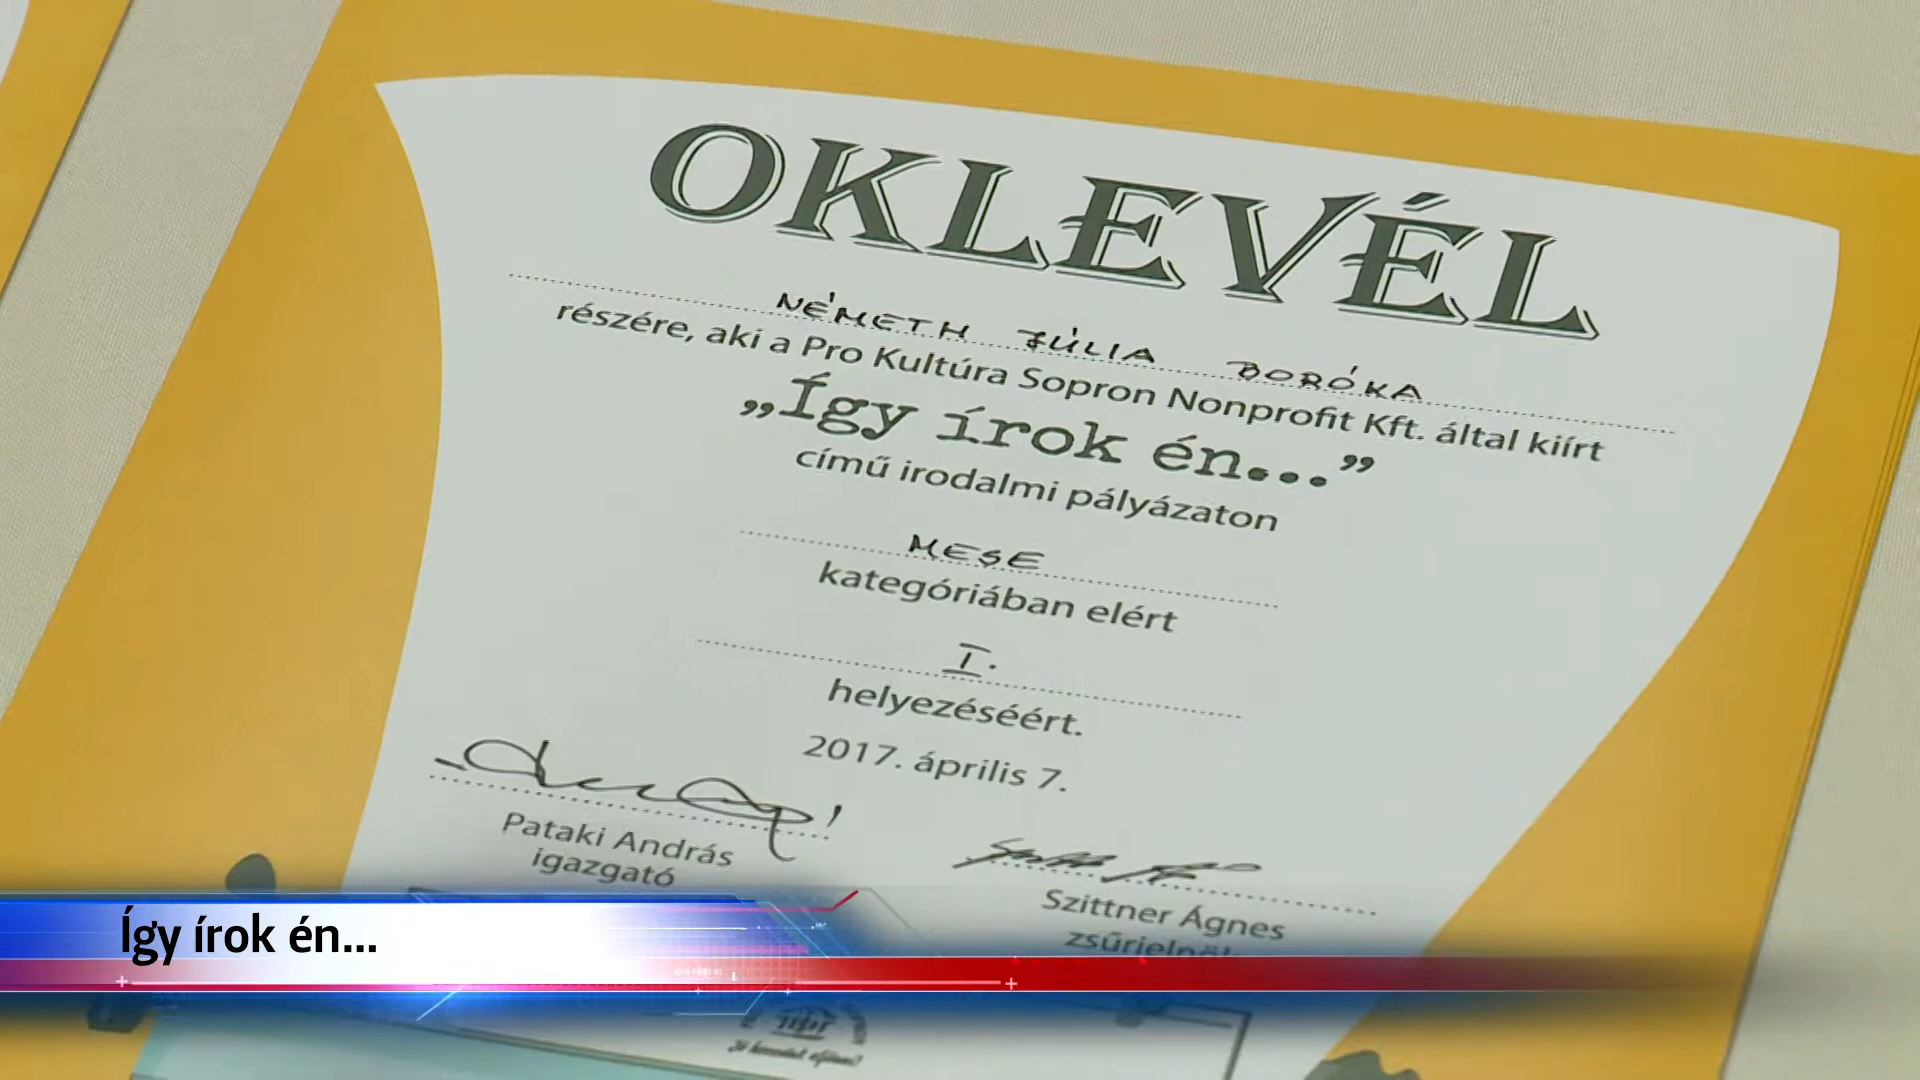 OKLEVÉL
NÉMETH JÚLIA BORÓKA
részére, aki a Pro Kultúra Sopron Nonprofit Kft. által kiírt
„Így írok én...”
című irodalmi pályázaton
MESE
kategóriában elért
I.
helyezéséért.
2017. április 7.
Pataki András
igazgató
Szittner Ágnes
Így írok én...